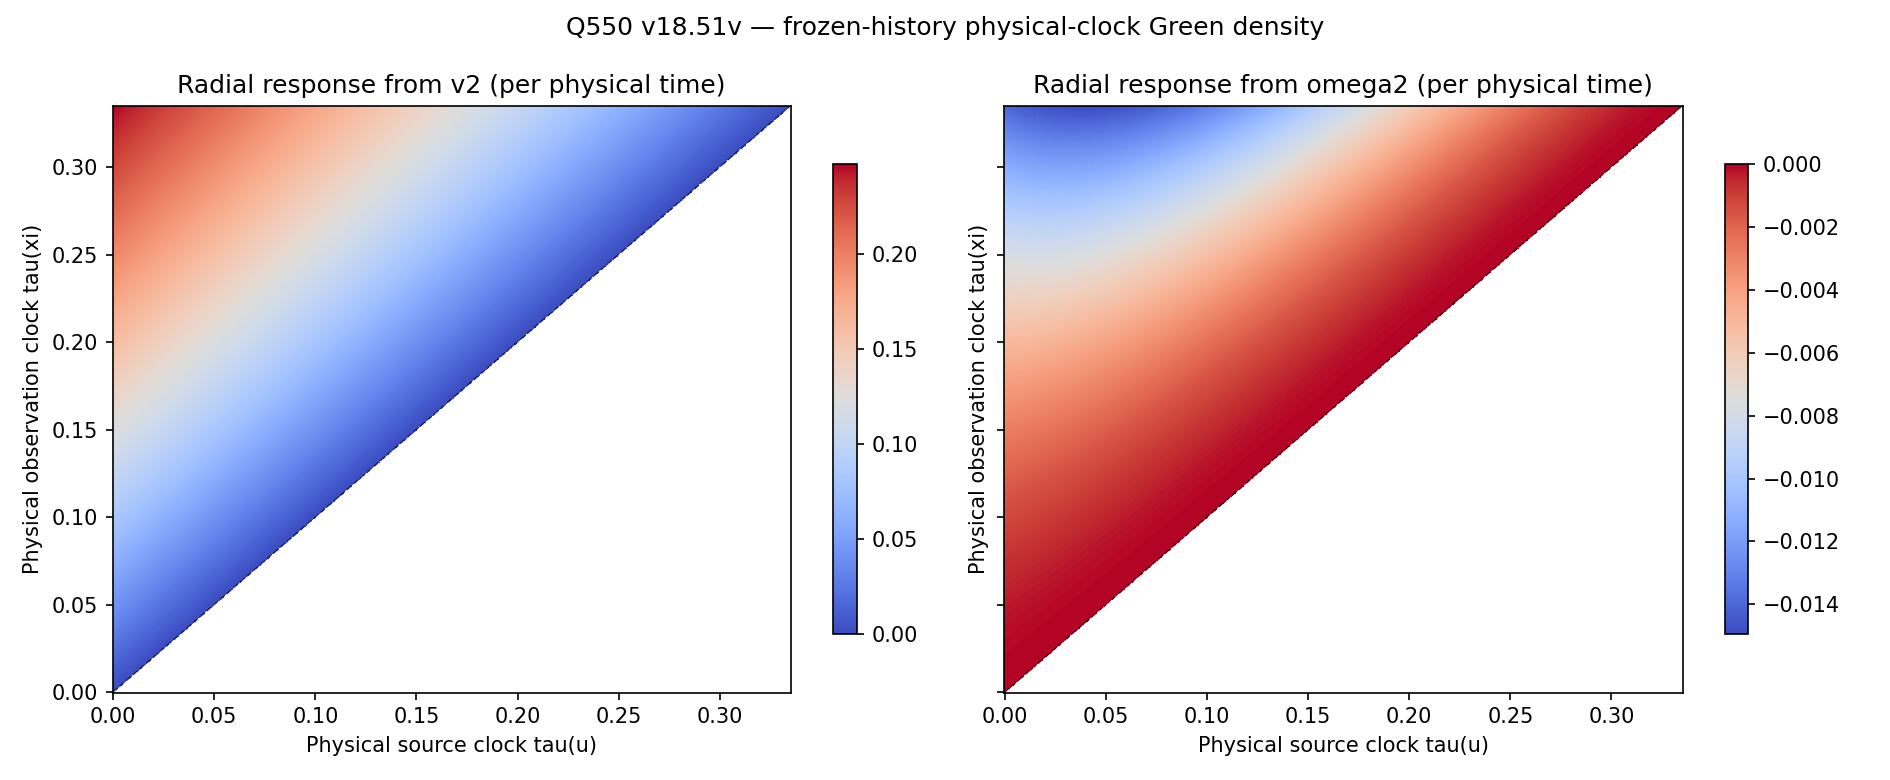 Q550 v18.51v — frozen-history physical-clock Green density
Radial response from v2 (per physical time)
Physical observation clock tau(xi)
0.30
0.25
0.20
0.15
0.10
0.05
0.00
0.00 0.05 0.10 0.15 0.20 0.25 0.30
Physical source clock tau(u)
0.20
0.15
0.10
0.05
0.00
Radial response from omega2 (per physical time)
Physical observation clock tau(xi)
0.00 0.05 0.10 0.15 0.20 0.25 0.30
Physical source clock tau(u)
0.000
−0.002
−0.004
−0.006
−0.008
−0.010
−0.012
−0.014